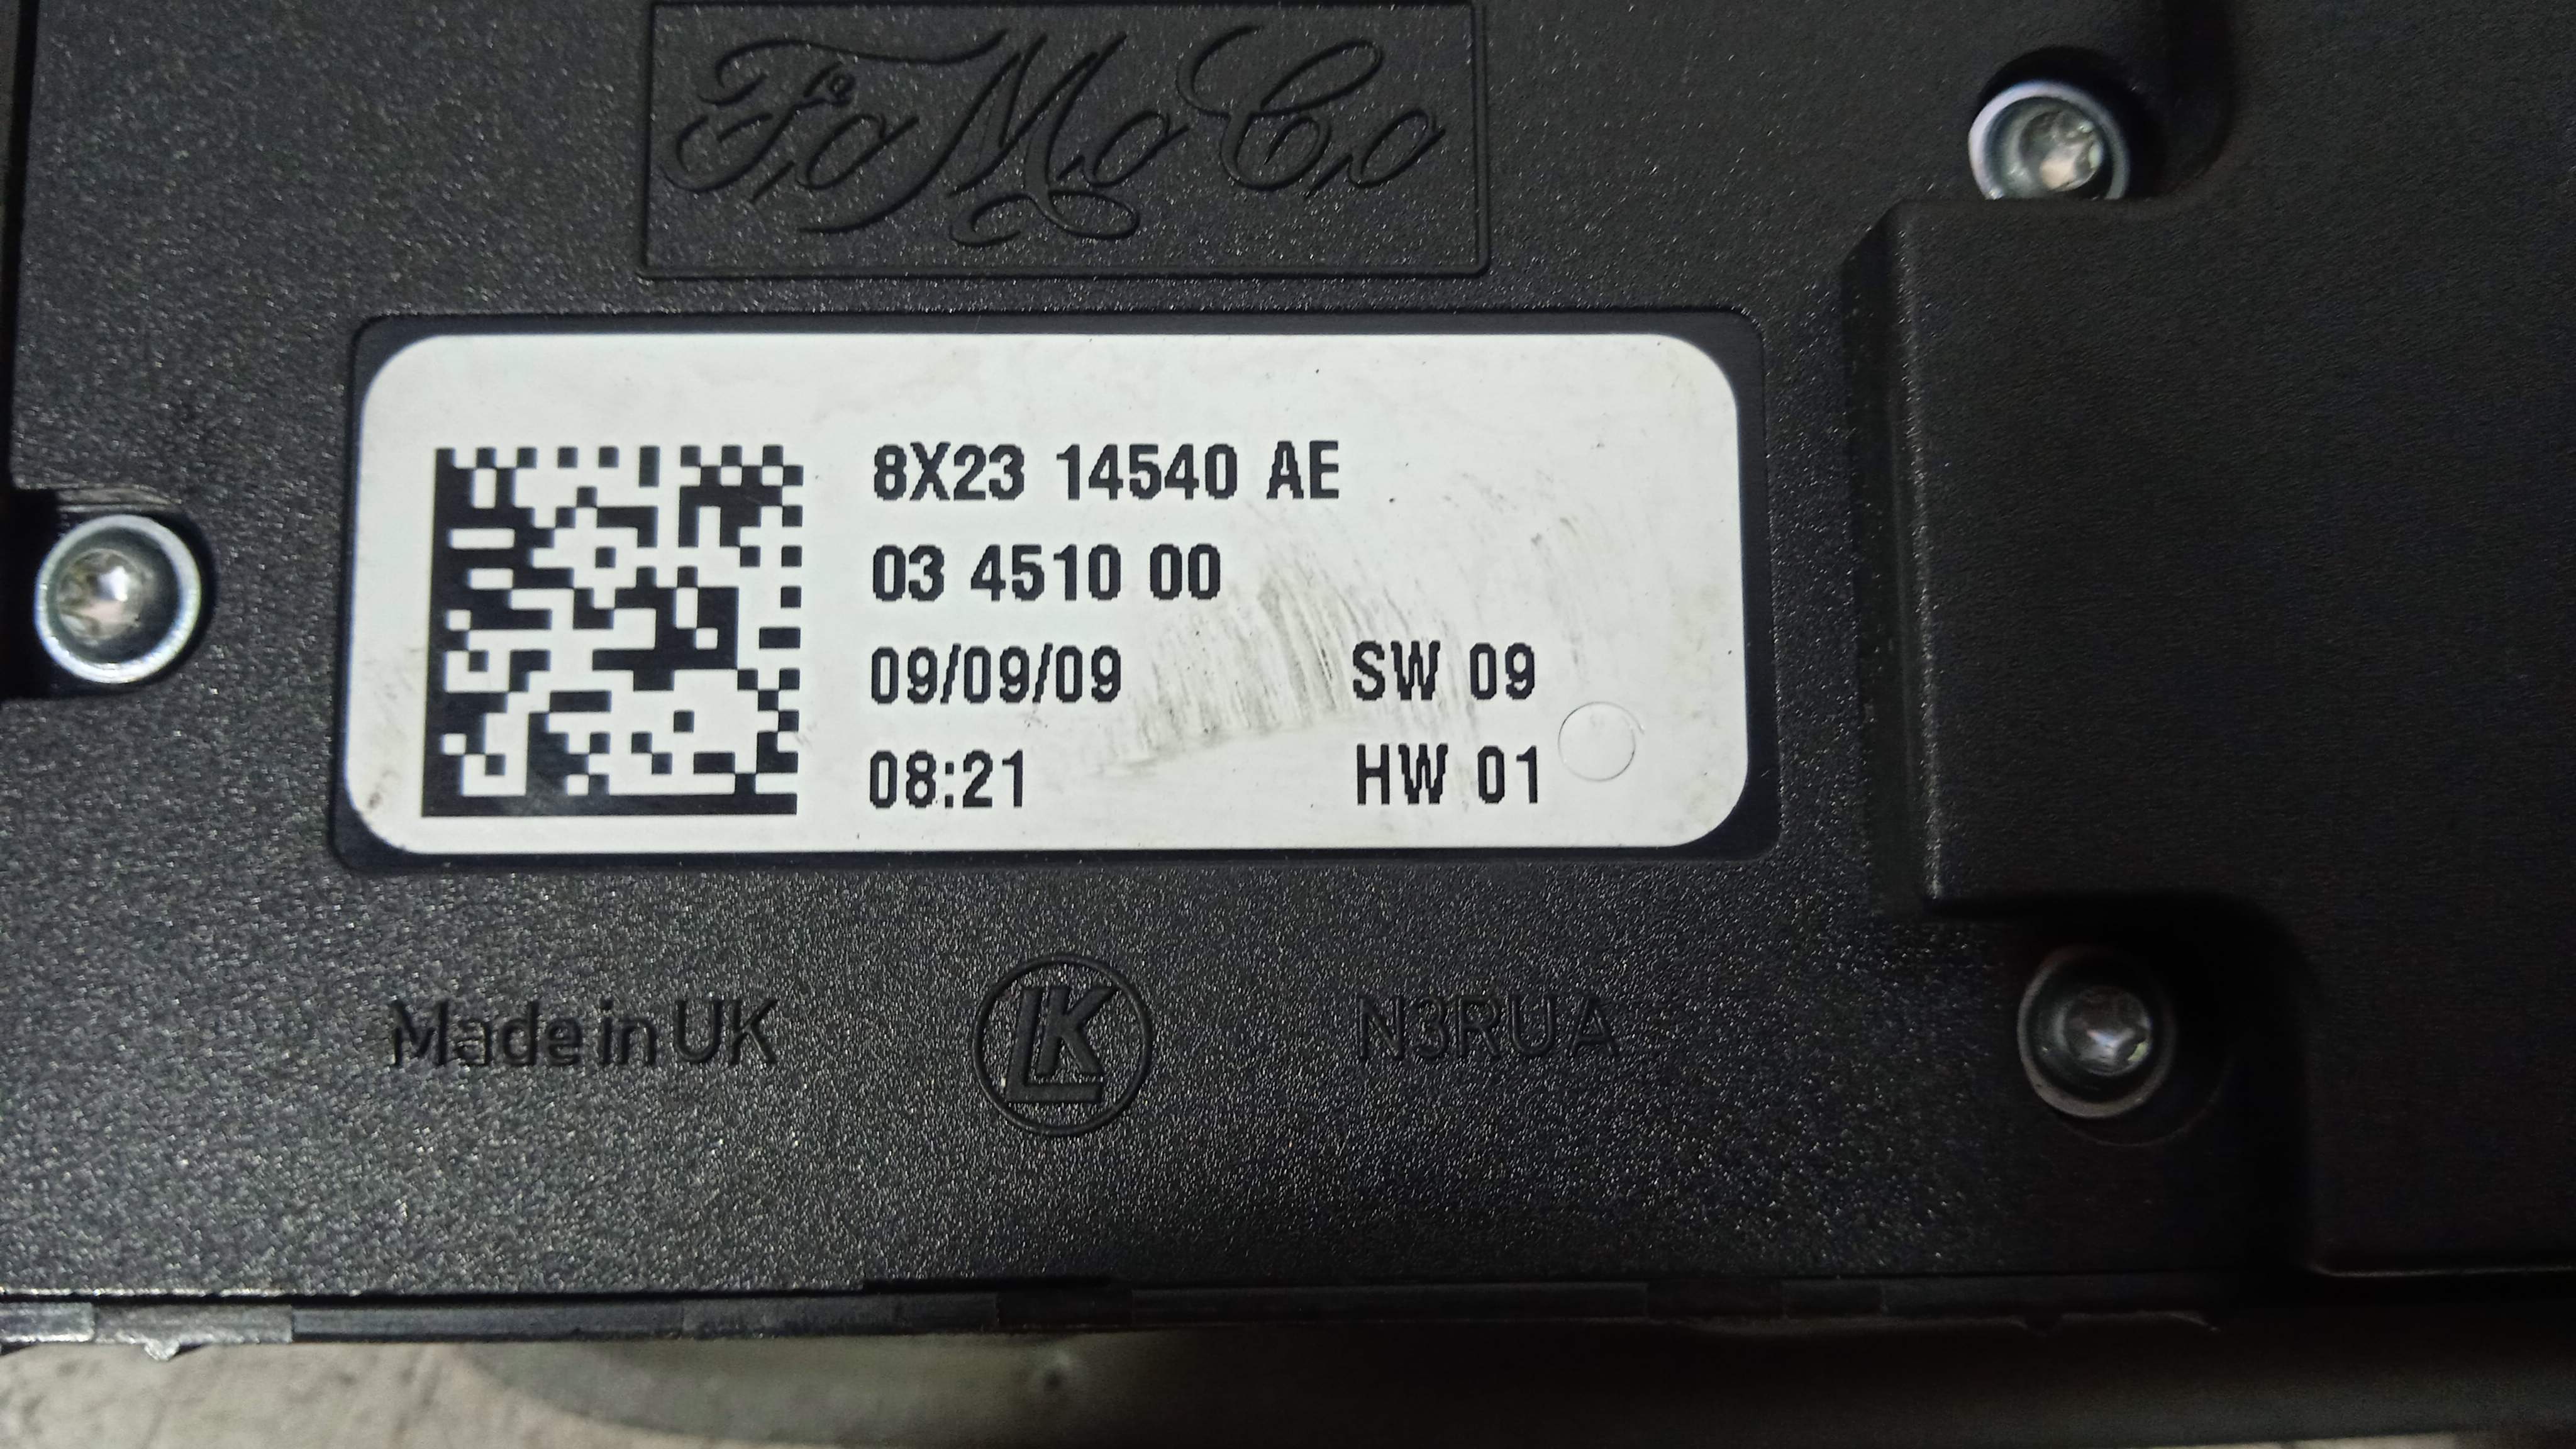 FoMoCo
8X23 14540 AE
03 4510 00
09/09/09 SW 09
08:21 HW 01
Made in UK LK N3RUA